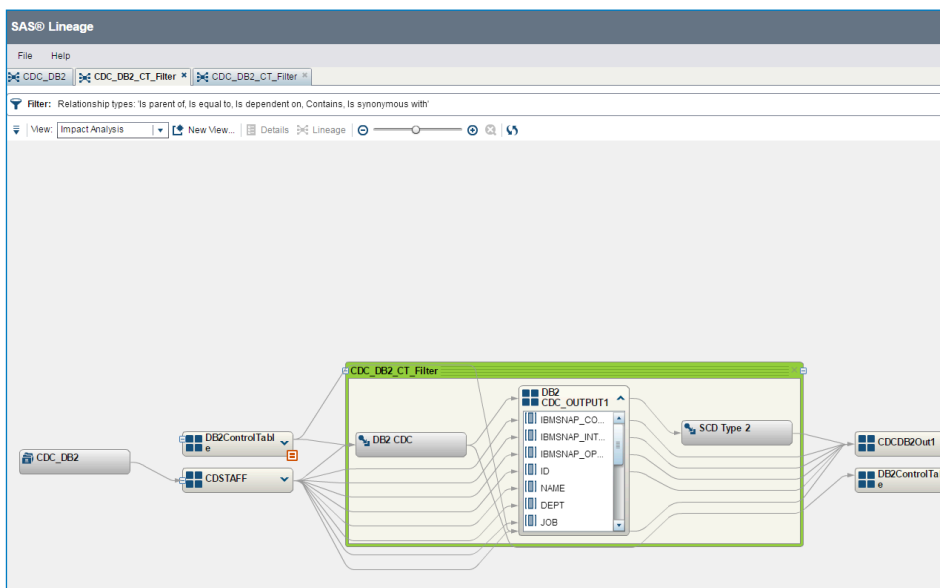 SAS® Lineage
File Help
CDC_DB2 CDC_DB2_CT_Filter × CDC_DB2_CT_Filter ×
Filter: Relationship types: 'Is parent of, Is equal to, Is dependent on, Contains, Is synonymous with'
View: Impact Analysis New View... Details Lineage
CDC_DB2_CT_Filter
DB2
CDC_OUTPUT1
IBMSNAP_CO...
IBMSNAP_INT...
IBMSNAP_OP...
ID
NAME
DEPT
JOB
SCD Type 2
DB2 CDC
DB2ControlTabl
e
CDC_DB2
CDSTAFF
CDCDB2Out1
DB2ControlTa
e